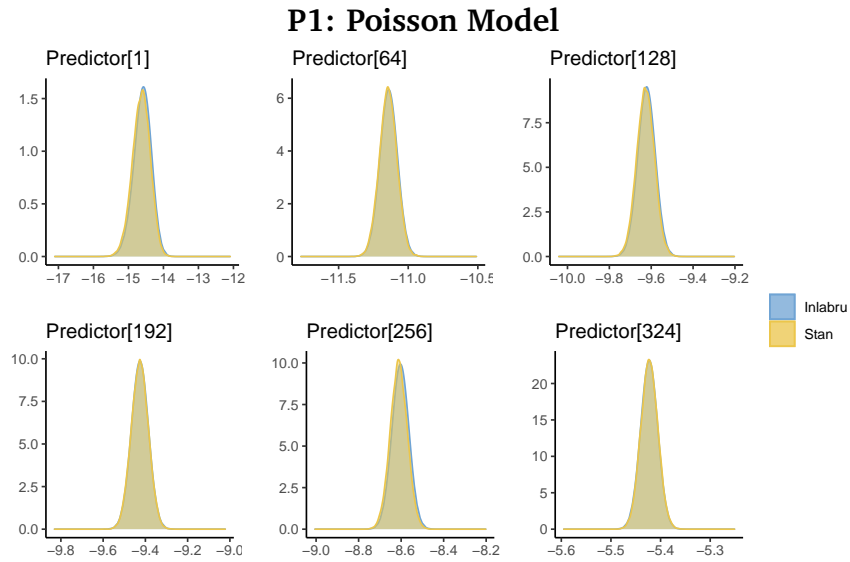 P1: Poisson Model
Predictor[1]
Predictor[64]
Predictor[128]
1.5
1.0
0.5
0.0
−17 −16 −15 −14 −13 −12
6
4
2
0
−11.5 −11.0 −10.5
7.5
5.0
2.5
0.0
−10.0 −9.8 −9.6 −9.4 −9.2
Inlabru
Stan
Predictor[192]
Predictor[256]
Predictor[324]
10.0
7.5
5.0
2.5
0.0
−9.8 −9.6 −9.4 −9.2 −9.0
10.0
7.5
5.0
2.5
0.0
−9.0 −8.8 −8.6 −8.4 −8.2
20
15
10
5
0
−5.6 −5.5 −5.4 −5.3